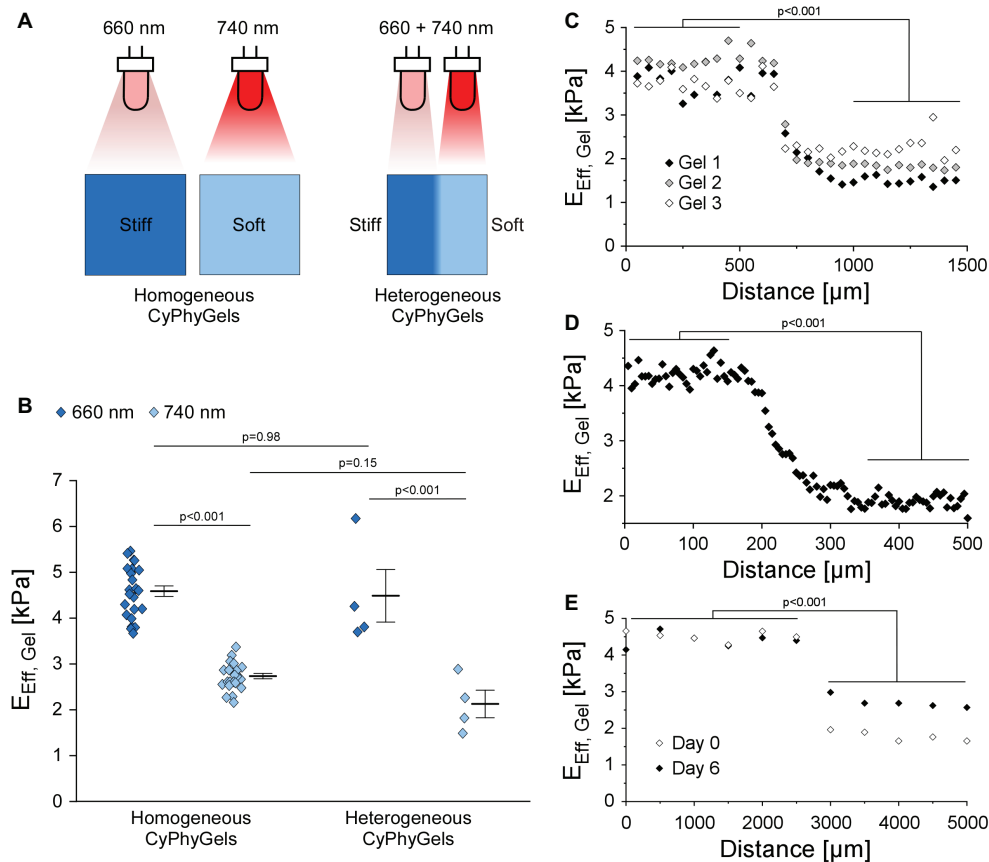 A
660 nm
740 nm
660 + 740 nm
Stiff
Soft
Stiff
Soft
Homogeneous
CyPhyGels
Heterogeneous
CyPhyGels
B
660 nm
740 nm
p=0.98
p=0.15
p<0.001
p<0.001
7
6
5
4
3
2
1
0
E Eff, Gel [kPa]
Homogeneous
CyPhyGels
Heterogeneous
CyPhyGels
C
p<0.001
5
4
3
2
1
0
E Eff, Gel [kPa]
Gel 1
Gel 2
Gel 3
0 500 1000 1500
Distance [µm]
D
p<0.001
5
4
3
2
E Eff, Gel [kPa]
0 100 200 300 400 500
Distance [µm]
E
p<0.001
5
4
3
2
1
E Eff, Gel [kPa]
Day 0
Day 6
0 1000 2000 3000 4000 5000
Distance [µm]